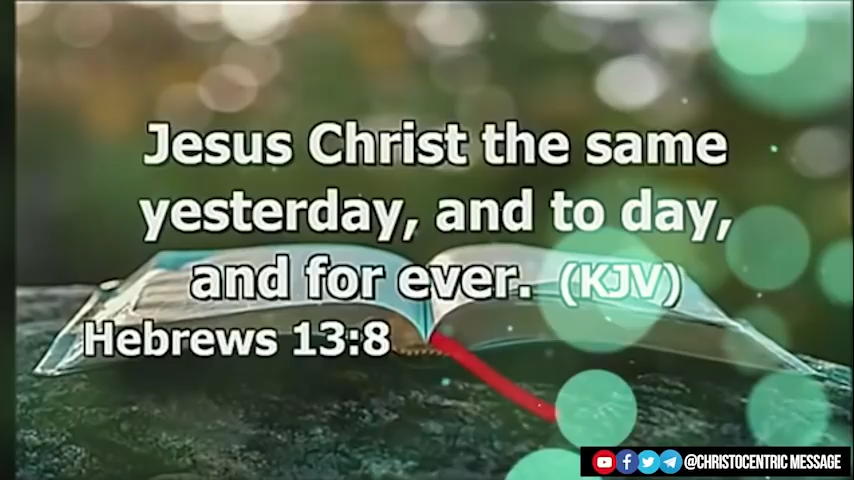 Jesus Christ the same
yesterday, and to day,
and for ever. (KJV)
Hebrews 13:8
@CHRISTOCENTRIC MESSAGE